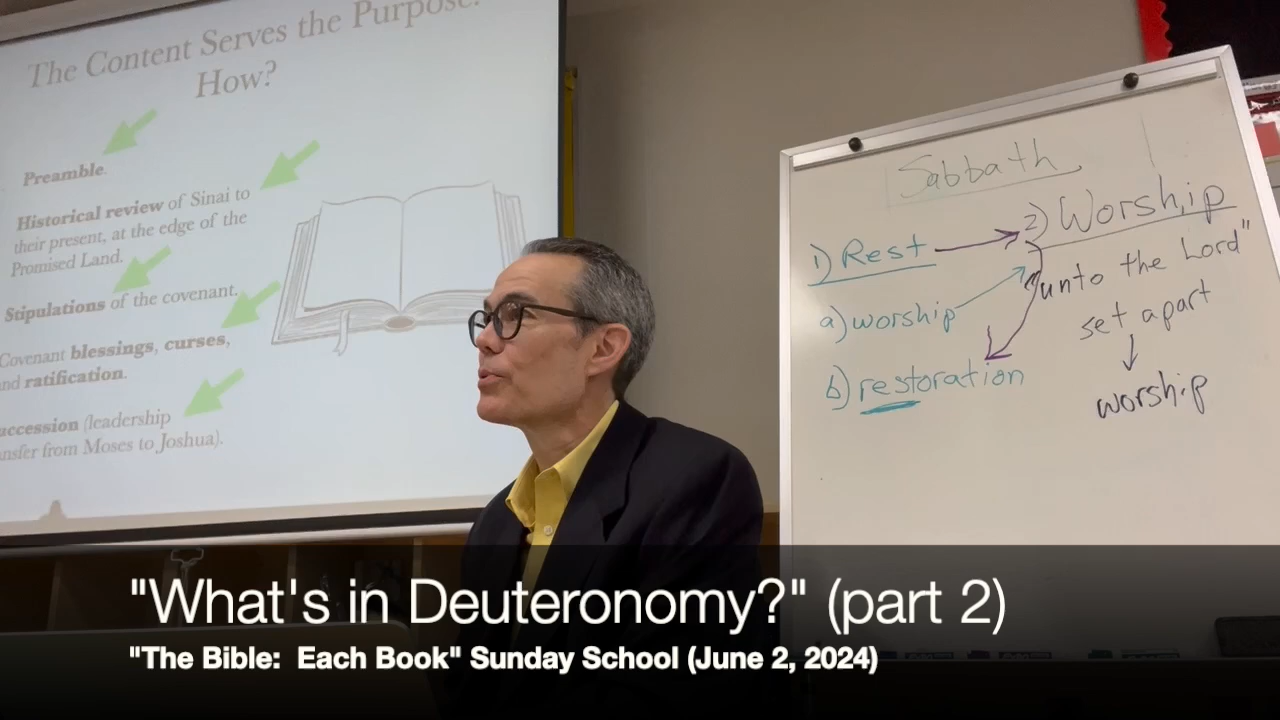 The Content Serves the Purpose.
How?
Preamble.
Historical review of Sinai to
their present, at the edge of the
Promised Land.
Stipulations of the covenant.
Covenant blessings, curses,
nd ratification.
accession (leadership
nsfer from Moses to Joshua).
Sabbath
1) Rest
2) Worship
"unto the Lord"
a) worship
set apart
b) restoration
worship
"What's in Deuteronomy?" (part 2)
"The Bible: Each Book" Sunday School (June 2, 2024)